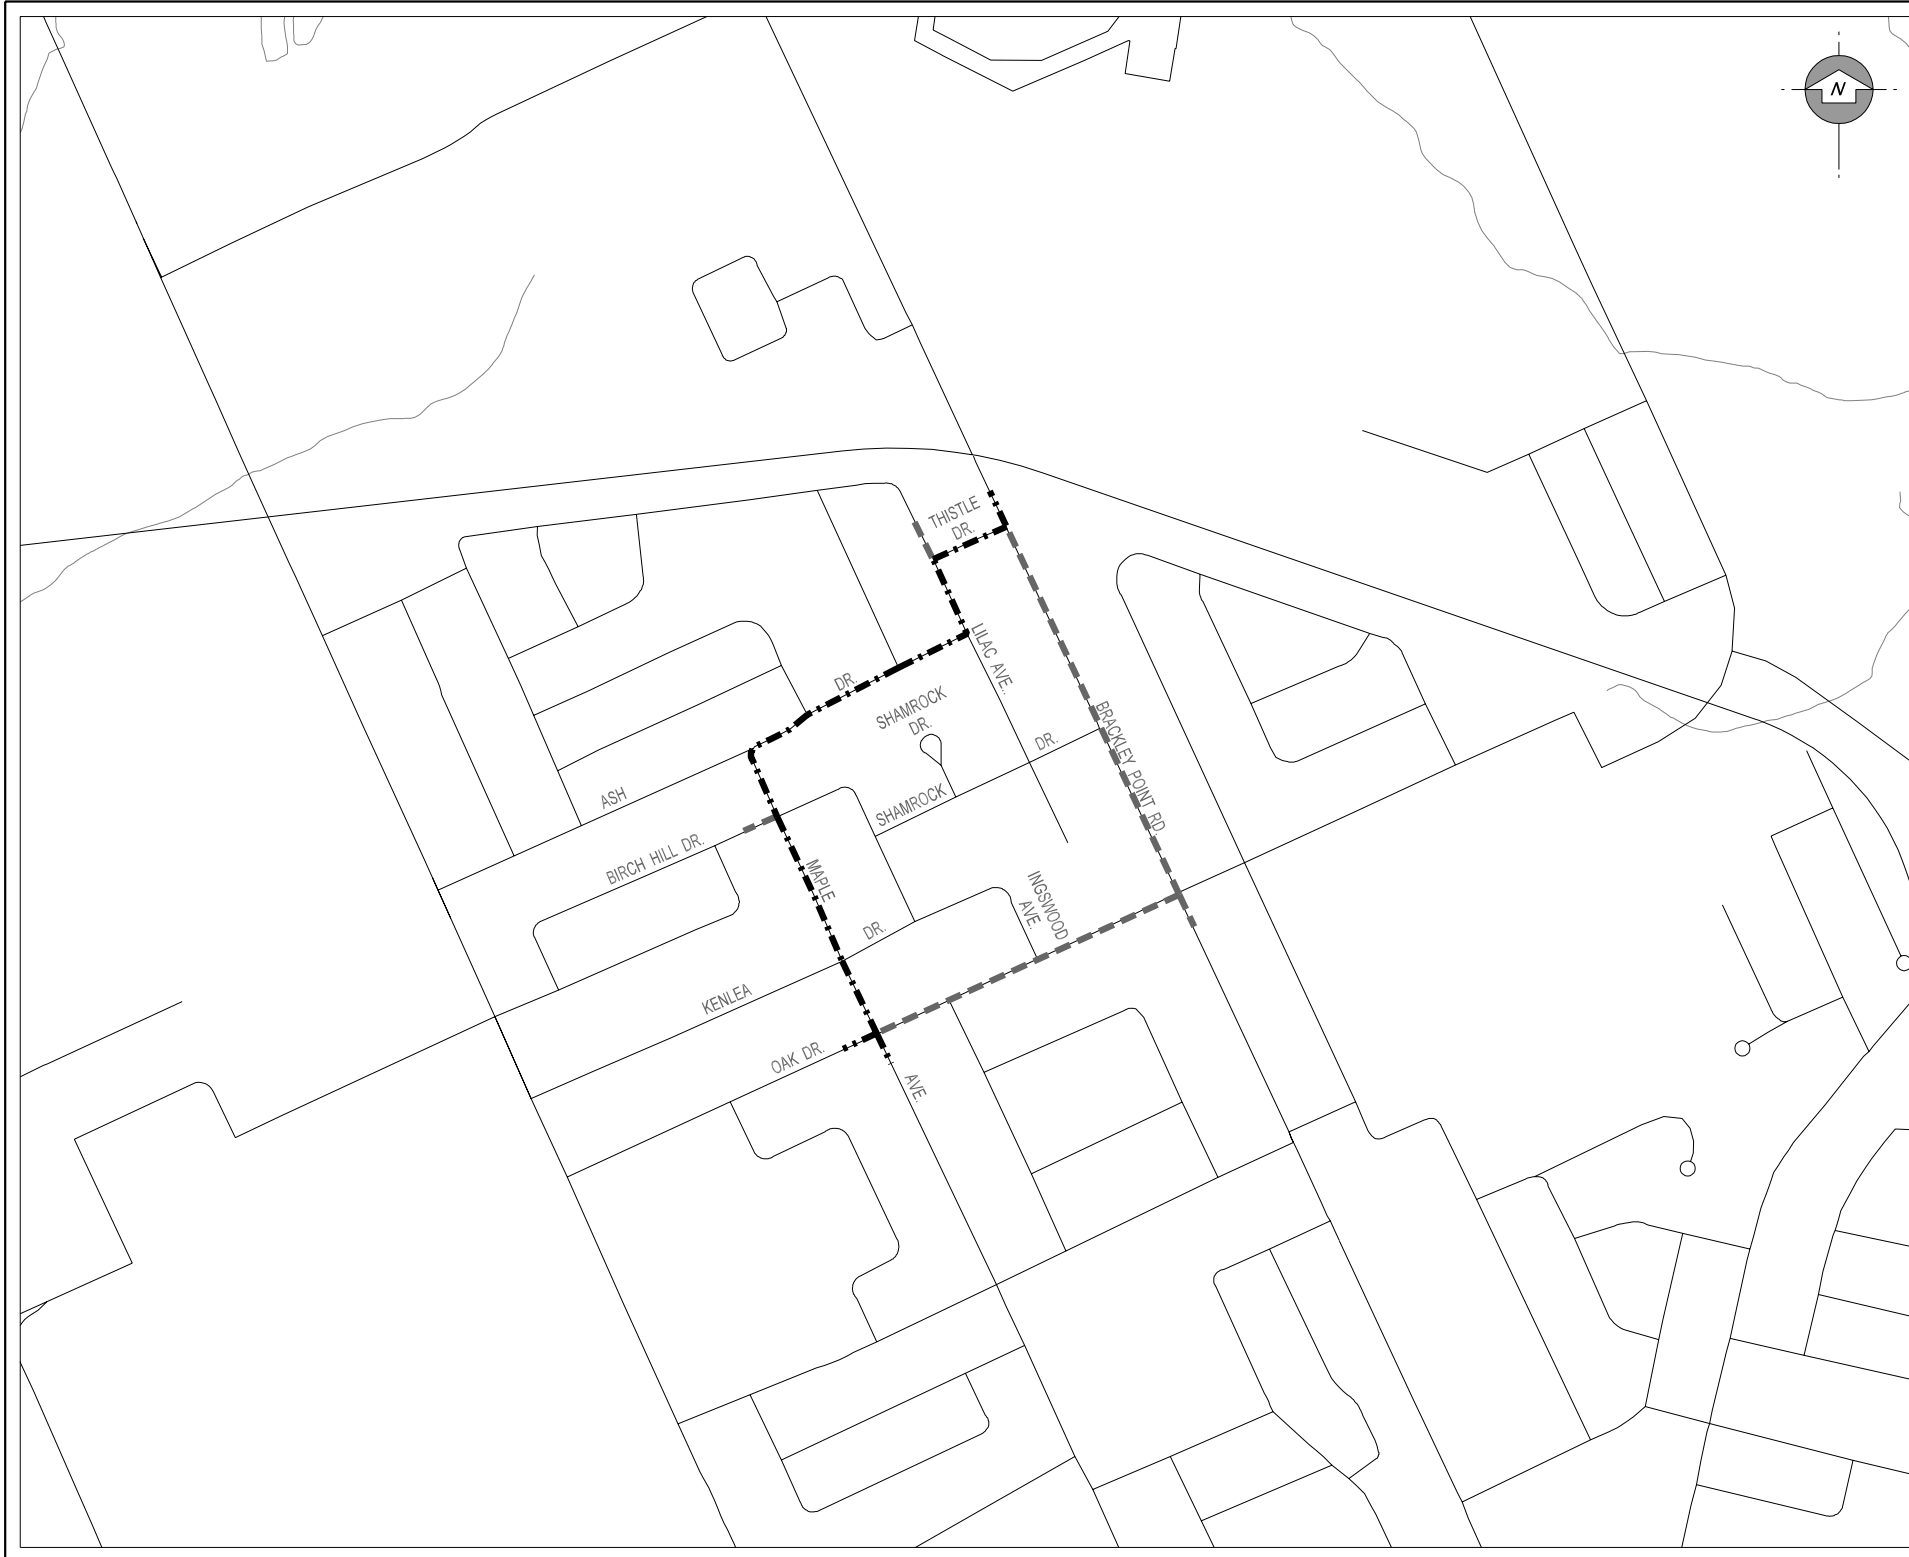 N
THISTLE
DR.
LILAC AVE.
DR.
SHAMROCK
DR.
BRACKLEY POINT RD.
DR.
ASH
SHAMROCK
BIRCH HILL DR.
MAPLE
INGSWOOD
AVE.
DR.
KENLEA
OAK DR.
AVE.